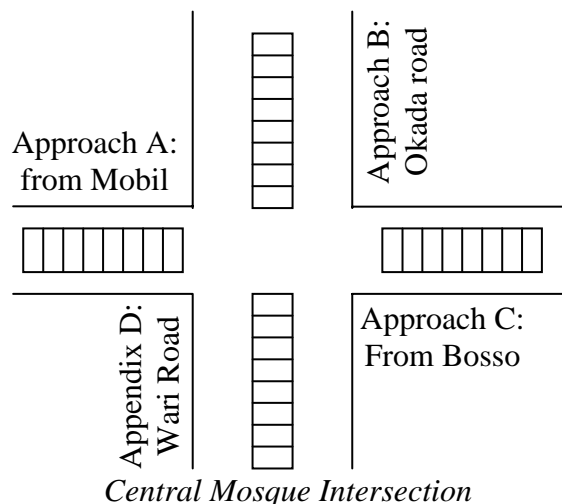 Approach A:
from Mobil
Approach B:
Okada road
Appendix D:
Wari Road
Approach C:
From Bosso
Central Mosque Intersection